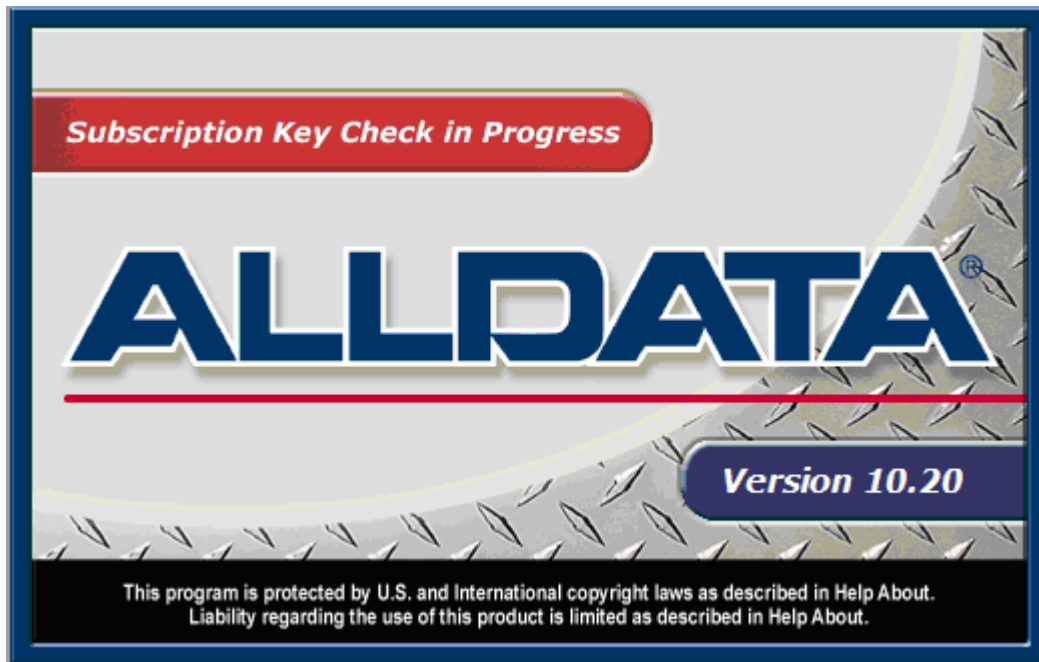 Subscription Key Check in Progress
ALLDATA®
Version 10.20
This program is protected by U.S. and International copyright laws as described in Help About.
Liability regarding the use of this product is limited as described in Help About.